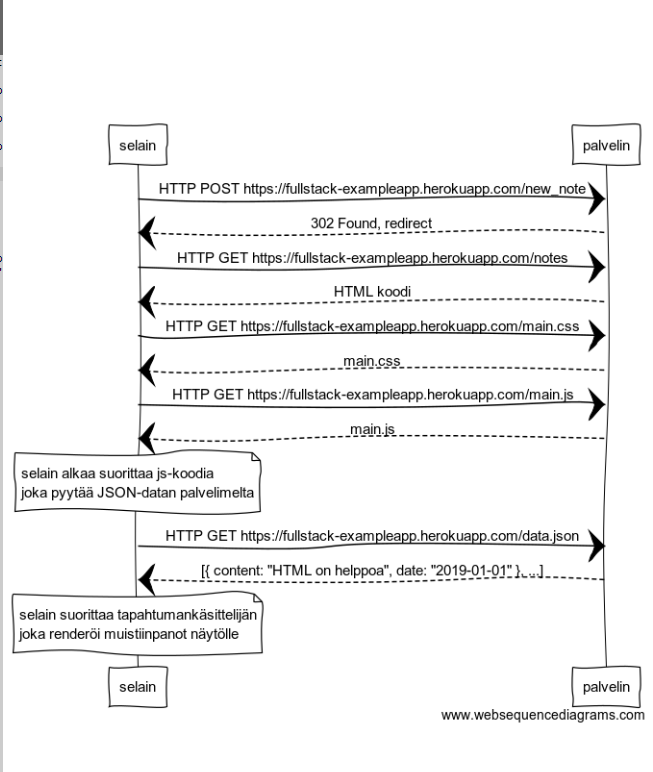 selain
palvelin
HTTP POST https://fullstack-exampleapp.herokuapp.com/new_note
302 Found, redirect
HTTP GET https://fullstack-exampleapp.herokuapp.com/notes
HTML koodi
HTTP GET https://fullstack-exampleapp.herokuapp.com/main.css
main.css
HTTP GET https://fullstack-exampleapp.herokuapp.com/main.js
main.js
selain alkaa suorittaa js-koodia
joka pyytää JSON-datan palvelimelta
HTTP GET https://fullstack-exampleapp.herokuapp.com/data.json
[{ content: "HTML on helppoa", date: "2019-01-01" }, ...]
selain suorittaa tapahtumankäsittelijän
joka renderöi muistiinpanot näytölle
selain
palvelin
www.websequencediagrams.com